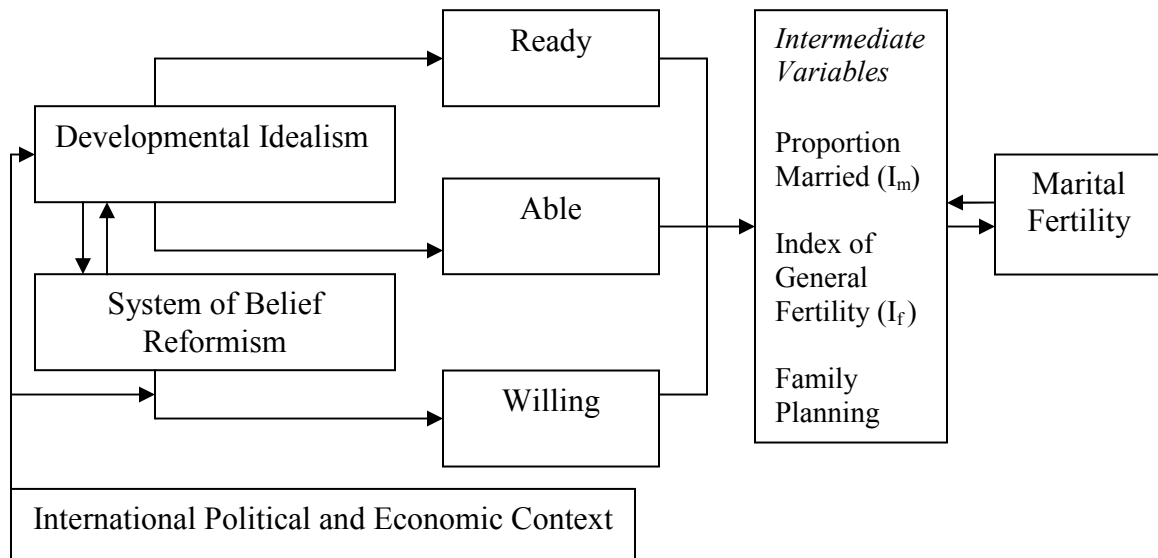 Ready
Developmental Idealism
Able
System of Belief
Reformism
Willing
International Political and Economic Context
Intermediate
Variables
Proportion
Married (Iₘ)
Index of
General
Fertility (I_f)
Family
Planning
Marital
Fertility